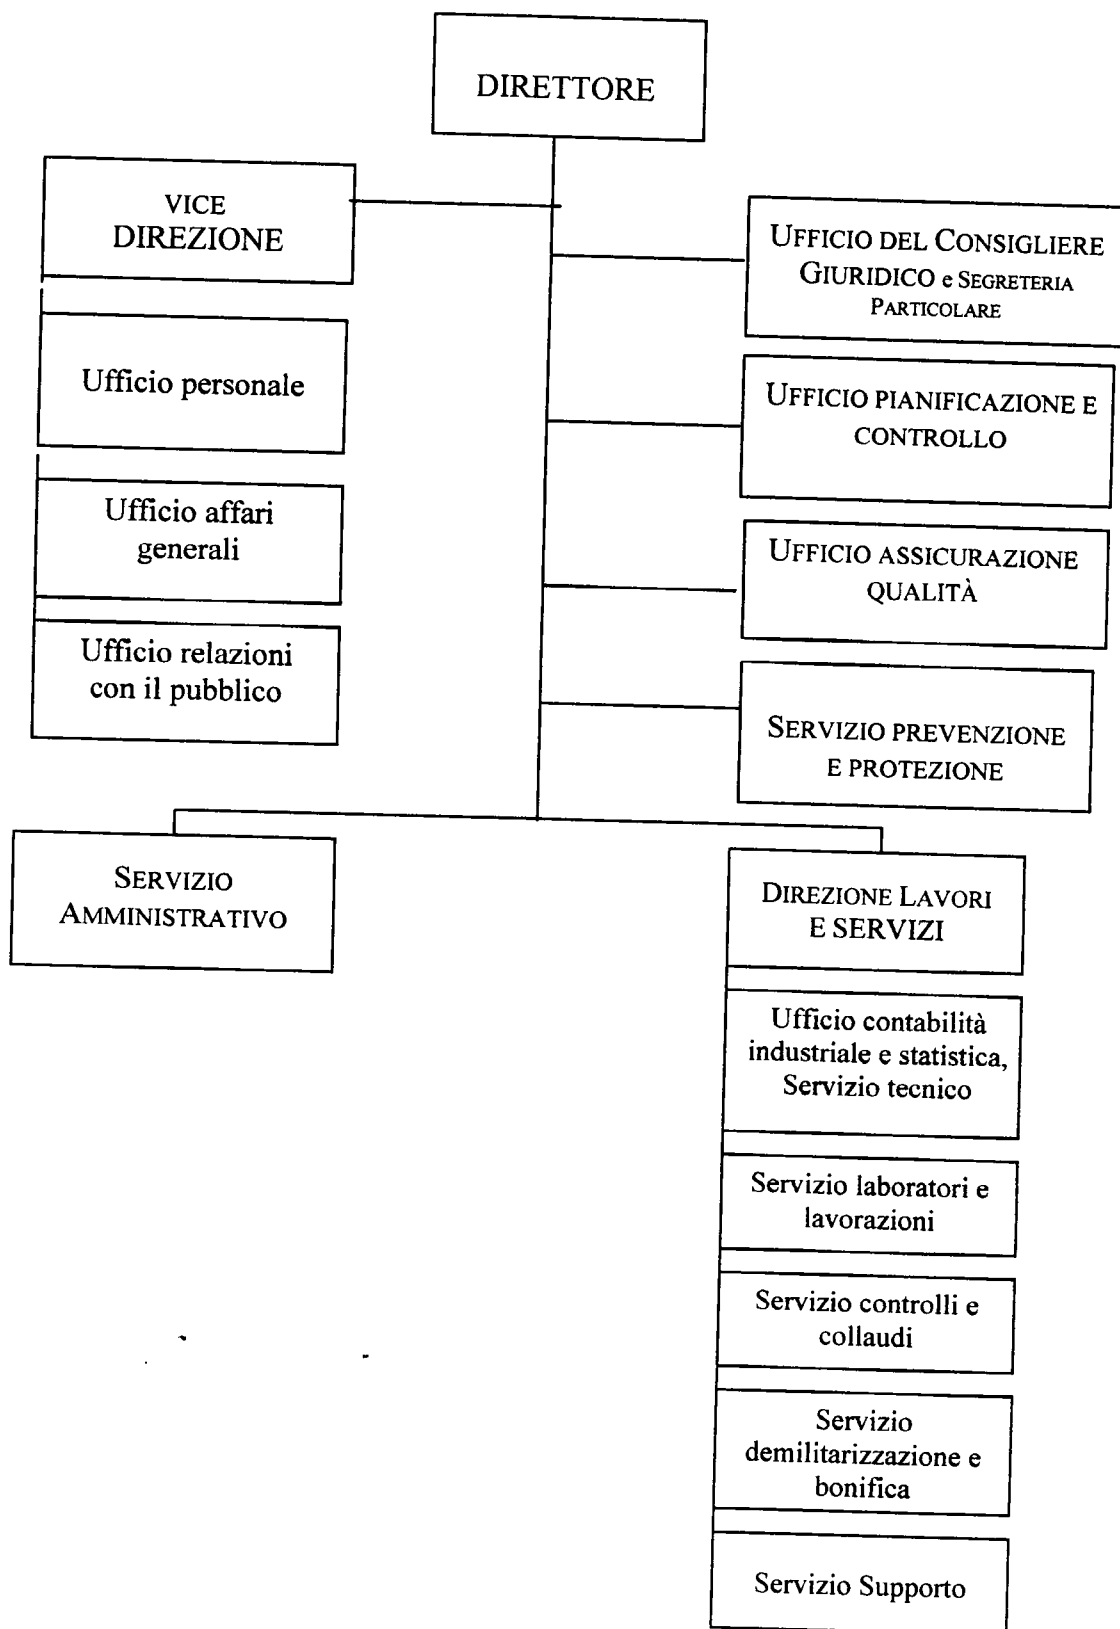 DIRETTORE
VICE
DIREZIONE
Ufficio personale
Ufficio affari
generali
Ufficio relazioni
con il pubblico
UFFICIO DEL CONSIGLIERE
GIURIDICO e SEGRETERIA
PARTICOLARE
UFFICIO PIANIFICAZIONE E
CONTROLLO
UFFICIO ASSICURAZIONE
QUALITÀ
SERVIZIO PREVENZIONE
E PROTEZIONE
SERVIZIO
AMMINISTRATIVO
DIREZIONE LAVORI
E SERVIZI
Ufficio contabilità
industriale e statistica,
Servizio tecnico
Servizio laboratori e
lavorazioni
Servizio controlli e
collaudi
Servizio
demilitarizzazione e
bonifica
Servizio Supporto